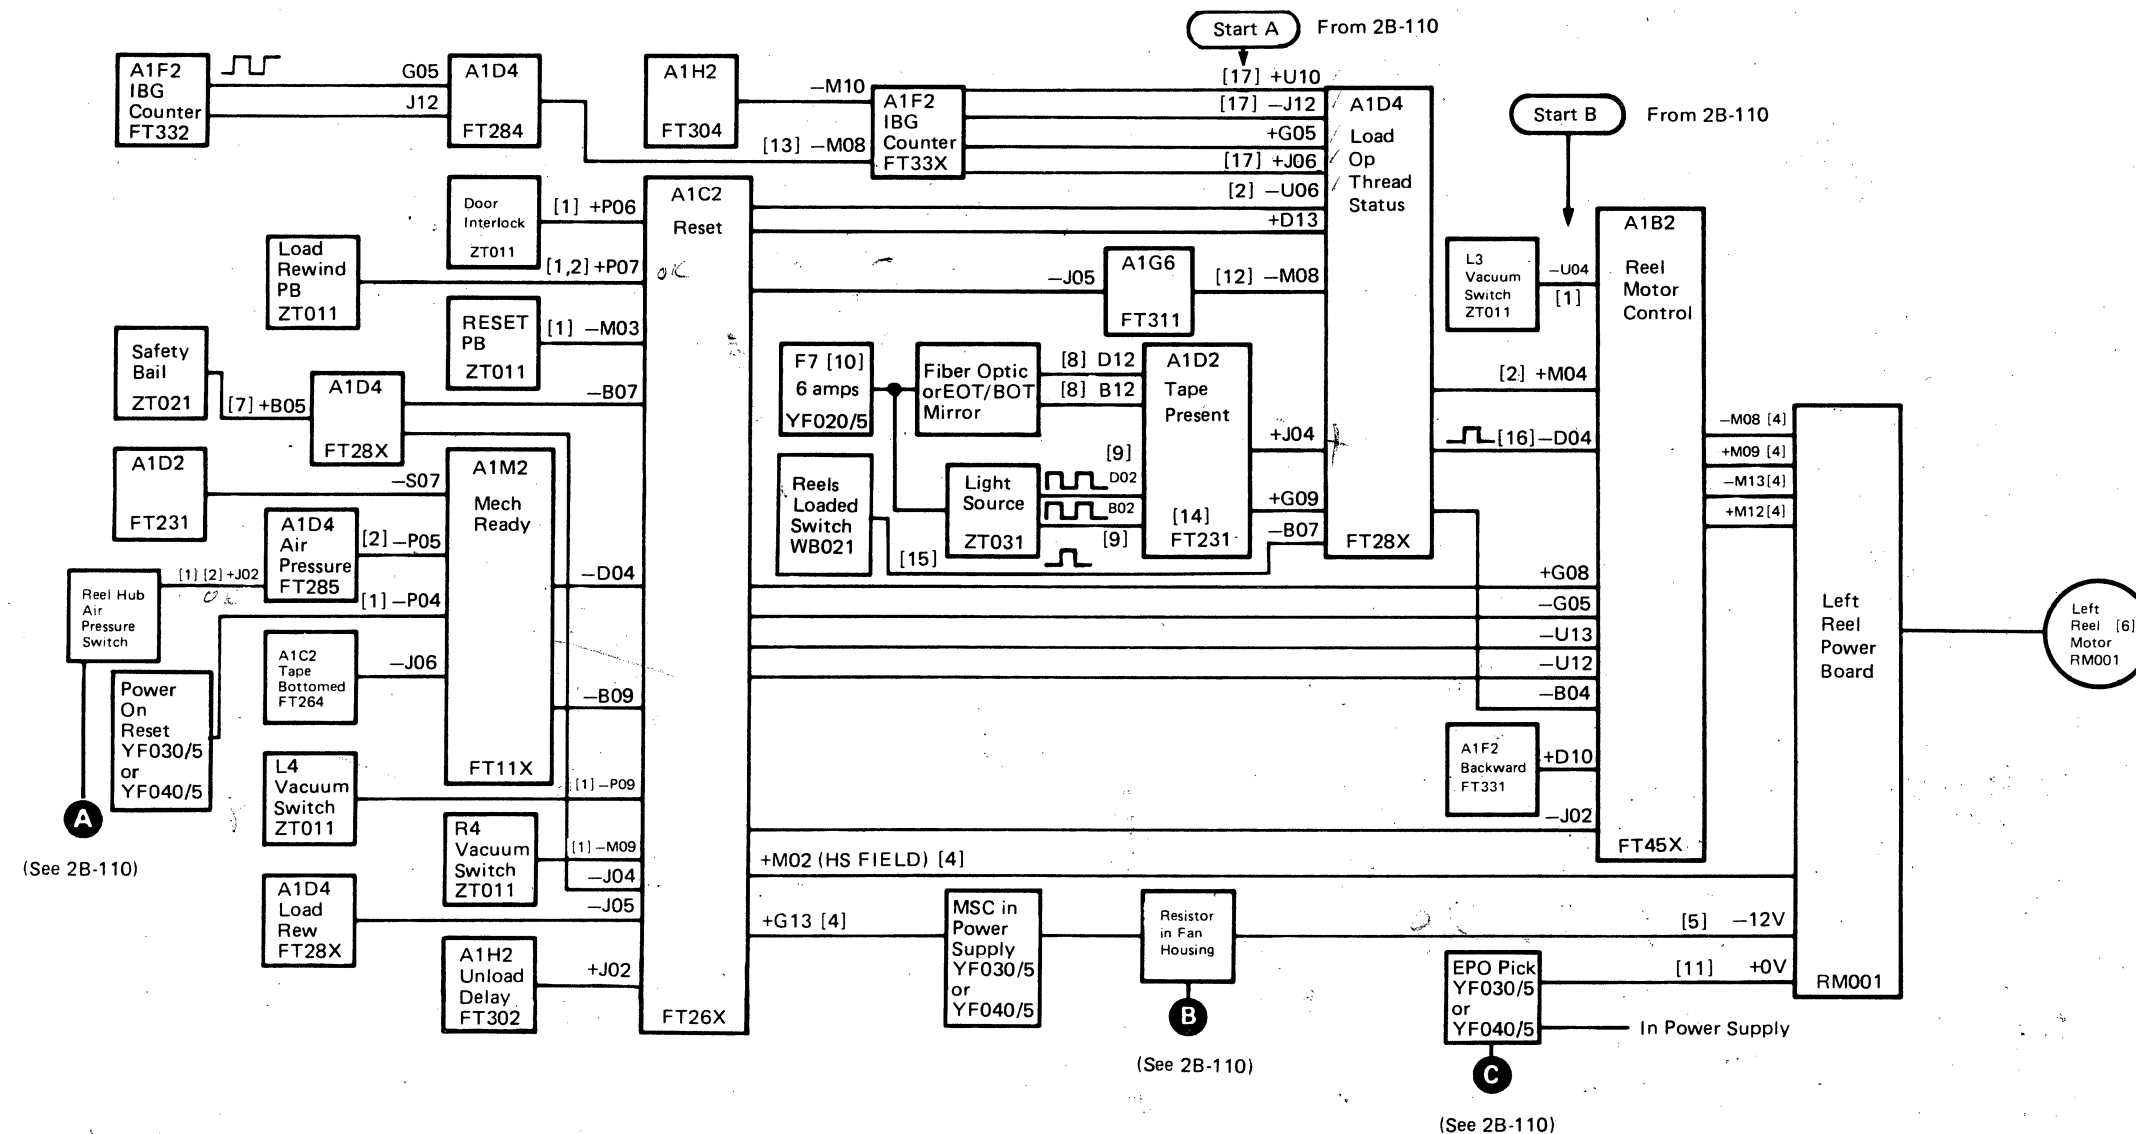 Start A
From 2B-110
A1F2
IBG
Counter
FT332
G05
J12
A1D4
FT284
A1H2
FT304
−M10
[13] −M08
A1F2
IBG
Counter
FT33X
[17] +U10
[17] −J12
+G05
[17] +J06
[2] −U06
+D13
A1D4
Load
Op
Thread
Status
FT28X
Start B
From 2B-110
Door
Interlock
ZT011
[1] +P06
Load
Rewind
PB
ZT011
[1,2] +P07
RESET
PB
ZT011
[1] −M03
A1C2
Reset
OK
FT26X
Safety
Bail
ZT021
[7] +B05
A1D4
FT28X
−B07
−J05
A1G6
FT311
[12] −M08
L3
Vacuum
Switch
ZT011
−U04
[1]
A1B2
Reel
Motor
Control
FT45X
F7 [10]
6 amps
YF020/5
Fiber Optic
orEOT/BOT
Mirror
[8] D12
[8] B12
A1D2
Tape
Present
[14]
FT231
[2] +M04
[16] −D04
+J04
+G09
−B07
Reels
Loaded
Switch
WB021
[15]
Light
Source
ZT031
[9]
D02
B02
[9]
A1D2
FT231
−S07
A1M2
Mech
Ready
FT11X
A1D4
Air
Pressure
FT285
[2] −P05
Reel Hub
Air
Pressure
Switch
[1] [2] +J02
OK
[1] −P04
A1C2
Tape
Bottomed
FT264
−J06
Power
On
Reset
YF030/5
or
YF040/5
A
(See 2B-110)
−D04
−B09
L4
Vacuum
Switch
ZT011
[1] −P09
R4
Vacuum
Switch
ZT011
[1] −M09
−J04
A1D4
Load
Rew
FT28X
−J05
A1H2
Unload
Delay
FT302
+J02
+G08
−G05
−U13
−U12
−B04
A1F2
Backward
FT331
+D10
−J02
−M08 [4]
+M09 [4]
−M13 [4]
+M12 [4]
Left
Reel
Power
Board
RM001
Left
Reel [6]
Motor
RM001
+M02 (HS FIELD) [4]
+G13 [4]
MSC in
Power
Supply
YF030/5
or
YF040/5
Resistor
in Fan
Housing
B
(See 2B-110)
[5] −12V
EPO Pick
YF030/5
or
YF040/5
[11] +0V
In Power Supply
C
(See 2B-110)